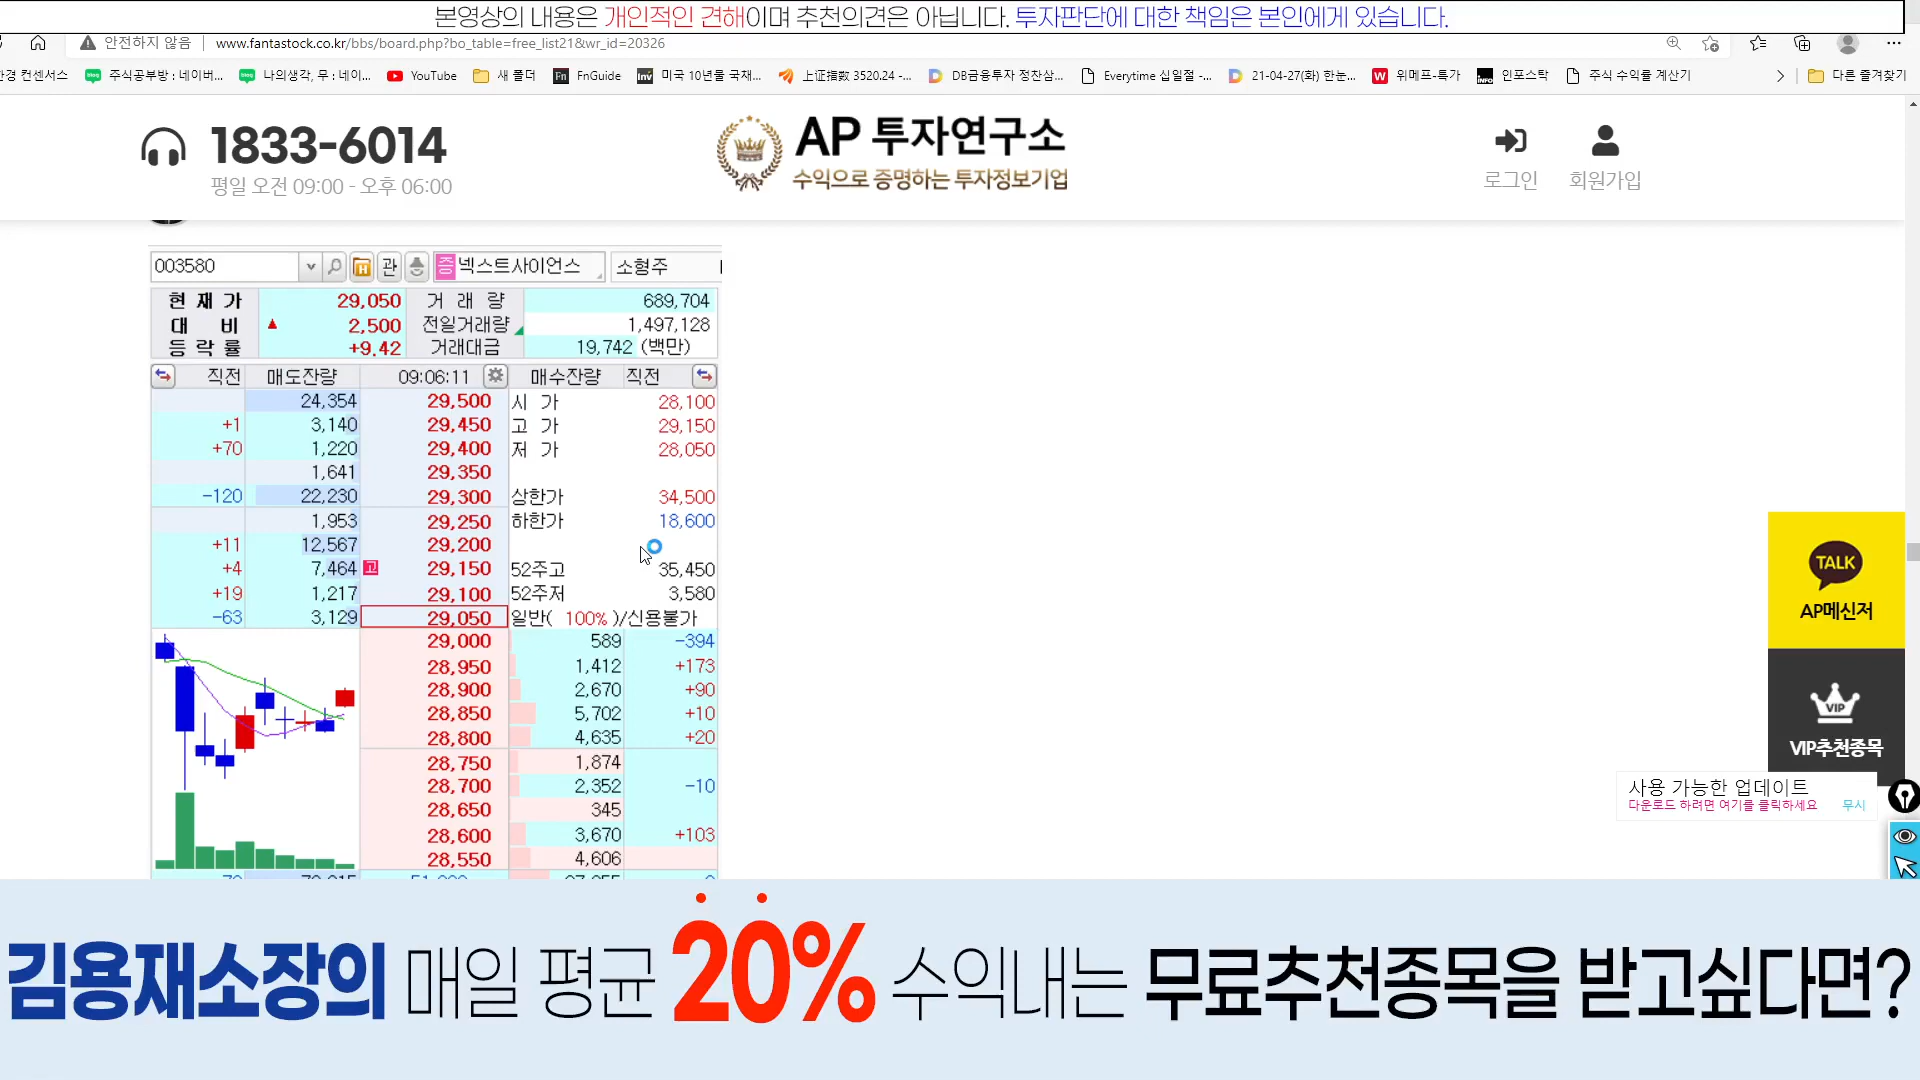 본영상의 내용은 개인적인 견해이며 추천의견은 아닙니다. 투자판단에 대한 책임은 본인에게 있습니다.
안전하지 않음 | www.fantastock.co.kr/bbs/board.php?bo_table=free_list21&wr_id=20326
한경 컨센서스 주식공부방 : 네이버... 나의생각, 무 : 네이... YouTube 새 폴더 FnGuide 미국 10년물 국채... 上证指数 3520.24 -... DB금융투자 정찬삼... Everytime 십일절 -... 21-04-27(화) 한눈... 위메프-특가 인포스탁 주식 수익률 계산기 다른 즐겨찾기
1833-6014
평일 오전 09:00 - 오후 06:00
AP 투자연구소
수익으로 증명하는 투자정보기업
로그인 회원가입
003580 관 증 넥스트사이언스 소형주
현재가 29,050 거래량 689,704
대비 ▲ 2,500 전일거래량 1,497,128
등락률 +9.42 거래대금 19,742 (백만)
직전 매도잔량 09:06:11 매수잔량 직전
24,354 29,500 시가 28,100
+1 3,140 29,450 고가 29,150
+70 1,220 29,400 저가 28,050
1,641 29,350
-120 22,230 29,300 상한가 34,500
1,953 29,250 하한가 18,600
+11 12,567 29,200
+4 7,464 고 29,150 52주고 35,450
+19 1,217 29,100 52주저 3,580
-63 3,129 29,050 일반( 100% )/신용불가
29,000 589 -394
28,950 1,412 +173
28,900 2,670 +90
28,850 5,702 +10
28,800 4,635 +20
28,750 1,874
28,700 2,352 -10
28,650 345
28,600 3,670 +103
28,550 4,606
TALK
AP메신저
VIP
VIP추천종목
사용 가능한 업데이트
다운로드 하려면 여기를 클릭하세요 무시
김용재소장의 매일 평균 20% 수익내는 무료추천종목을 받고싶다면?